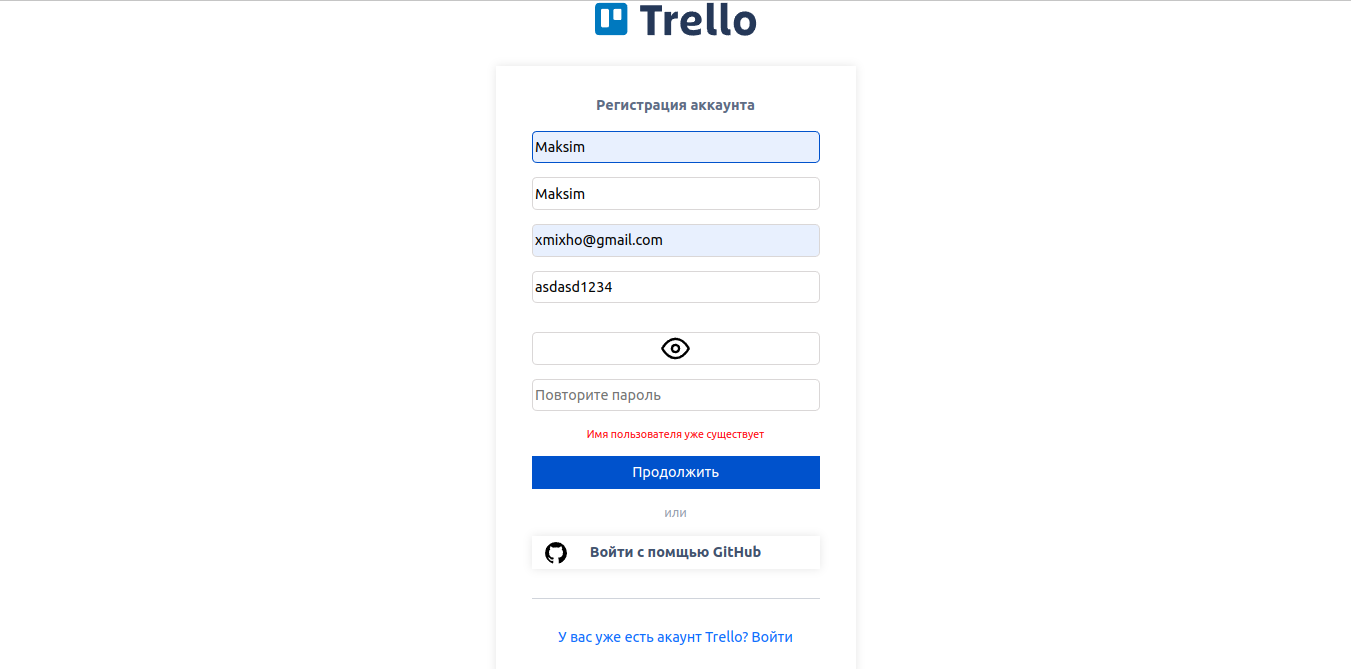 Trello
Регистрация аккаунта
Maksim
Maksim
xmixho@gmail.com
asdasd1234
Повторите пароль
Имя пользователя уже существует
Продолжить
или
Войти с помщью GitHub
У вас уже есть акаунт Trello? Войти